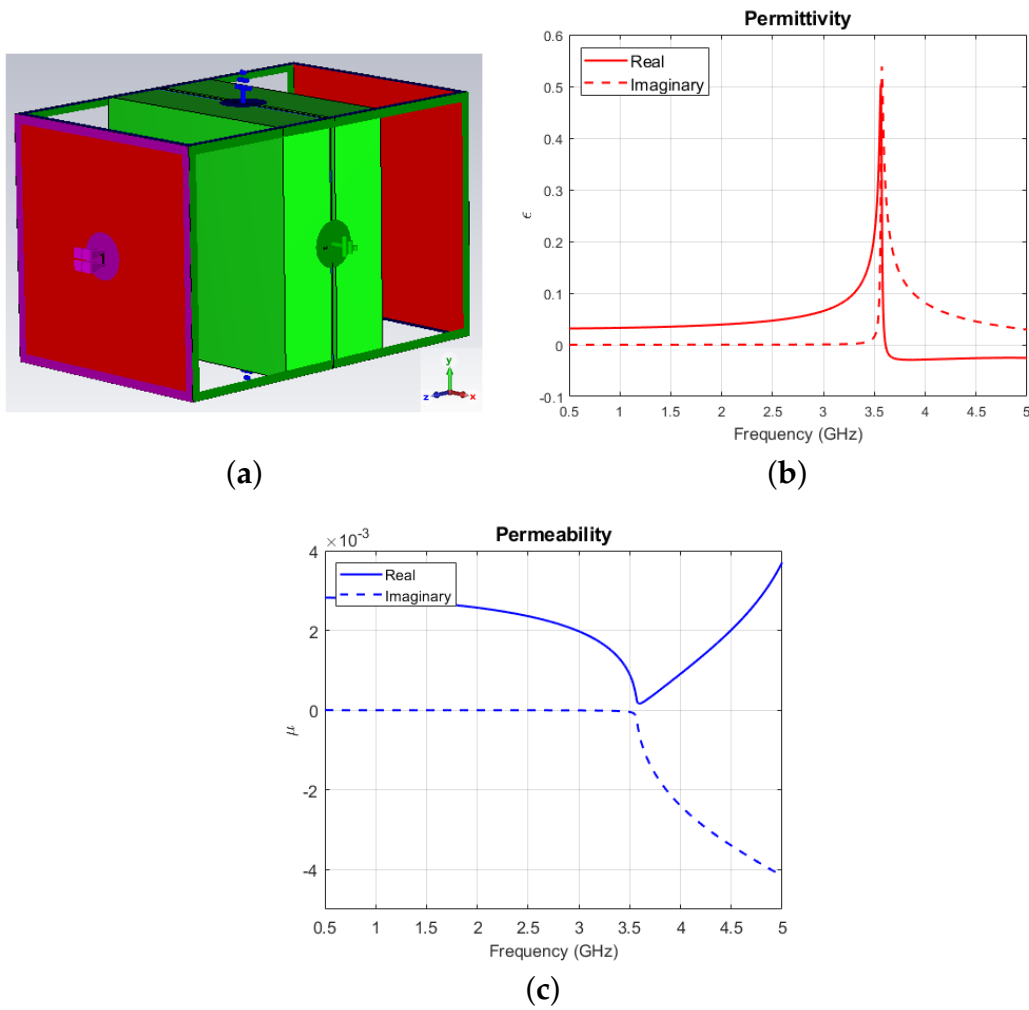 1
y
z
x
(a)
Permittivity
Real
Imaginary
0.6
0.5
0.4
0.3
0.2
0.1
0
-0.1
ϵ
0.5 1 1.5 2 2.5 3 3.5 4 4.5 5
Frequency (GHz)
(b)
Permeability
×10⁻³
Real
Imaginary
4
2
0
-2
-4
μ
0.5 1 1.5 2 2.5 3 3.5 4 4.5 5
Frequency (GHz)
(c)